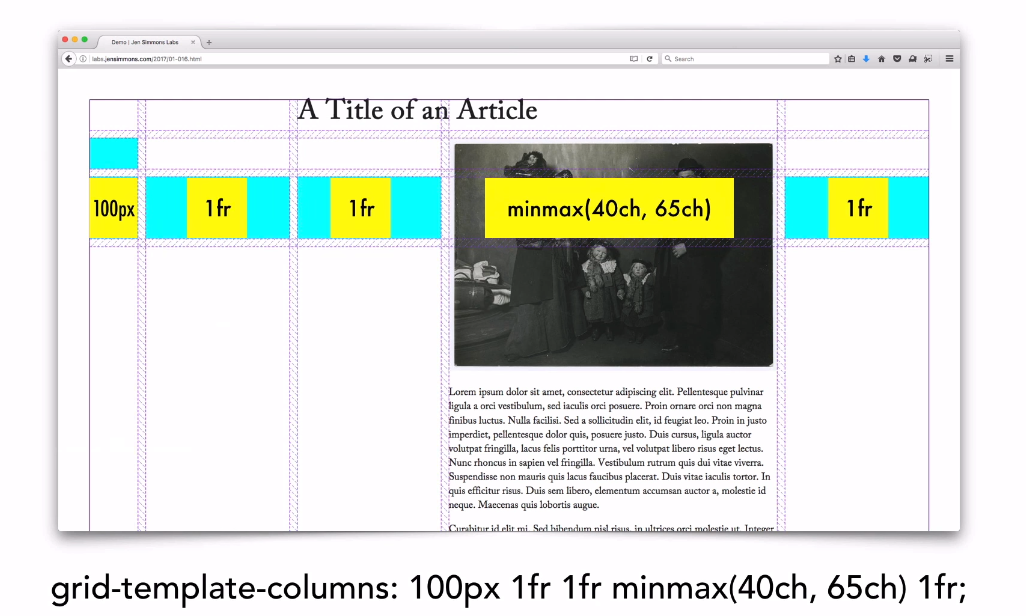 Demo | Jen Simmons Labs
labs.jensimmons.com/2017/01-016.html
Search
A Title of an Article
100px
1fr
1fr
minmax(40ch, 65ch)
1fr
Lorem ipsum dolor sit amet, consectetur adipiscing elit. Pellentesque pulvinar
ligula a orci vestibulum, sed iaculis orci posuere. Proin ornare orci non magna
finibus luctus. Nulla facilisi. Sed a sollicitudin elit, id feugiat leo. Proin in justo
imperdiet, pellentesque dolor quis, posuere justo. Duis cursus, ligula auctor
volutpat fringilla, lacus felis porttitor urna, vel volutpat libero risus eget lectus.
Nunc rhoncus in sapien vel fringilla. Vestibulum rutrum quis dui vitae viverra.
Suspendisse non mauris quis lacus faucibus placerat. Duis vitae iaculis tortor. In
quis efficitur risus. Duis sem libero, elementum accumsan auctor a, molestie id
neque. Maecenas quis lobortis augue.
Curabitur id elit mi. Sed bibendum nisl risus, in ultrices orci molestie ut. Integer
grid-template-columns: 100px 1fr 1fr minmax(40ch, 65ch) 1fr;